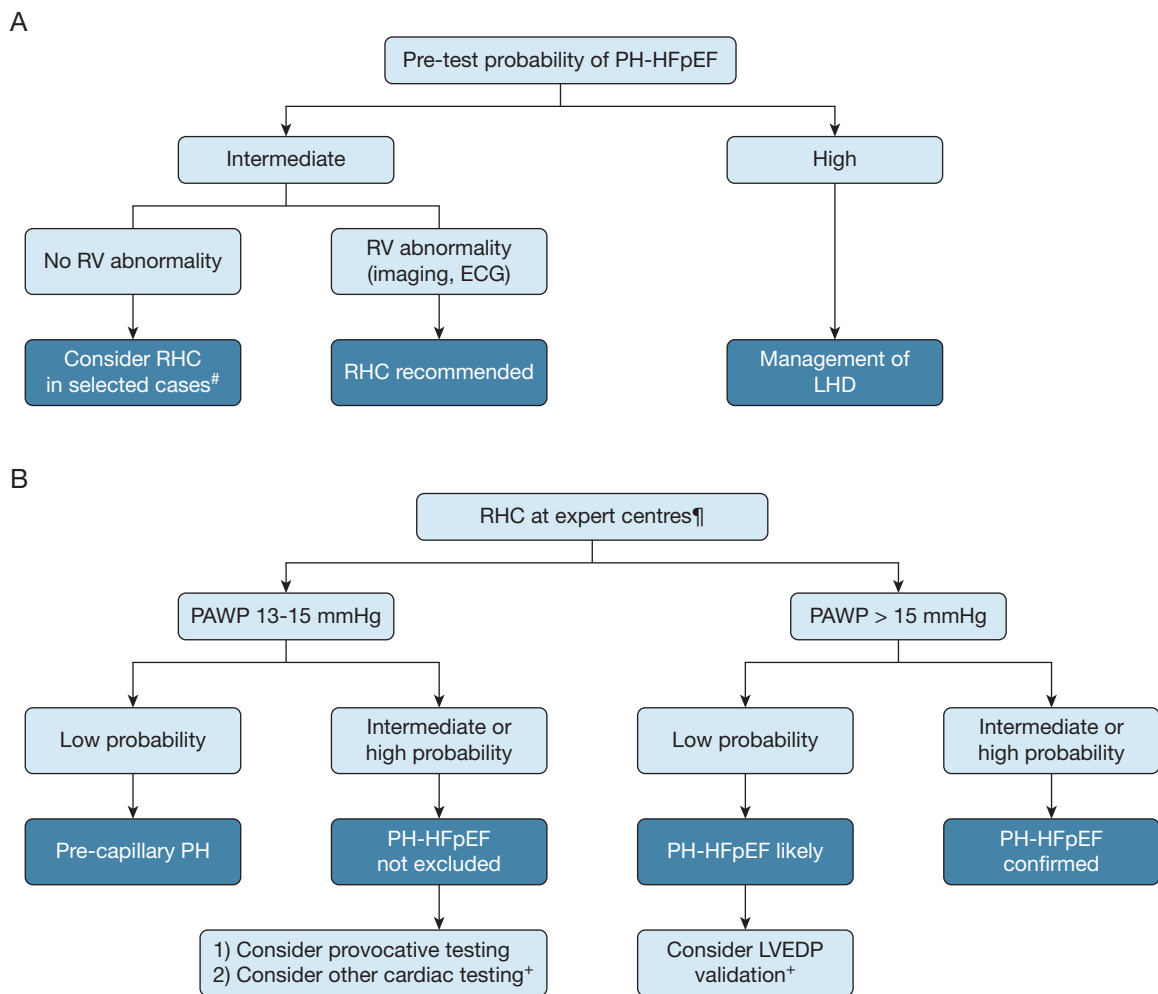 A
Pre-test probability of PH-HFpEF
Intermediate
High
No RV abnormality
RV abnormality
(imaging, ECG)
Consider RHC
in selected cases#
RHC recommended
Management of
LHD
B
RHC at expert centres¶
PAWP 13-15 mmHg
PAWP > 15 mmHg
Low probability
Intermediate or
high probability
Low probability
Intermediate or
high probability
Pre-capillary PH
PH-HFpEF
not excluded
PH-HFpEF likely
PH-HFpEF
confirmed
1) Consider provocative testing
2) Consider other cardiac testing+
Consider LVEDP
validation+